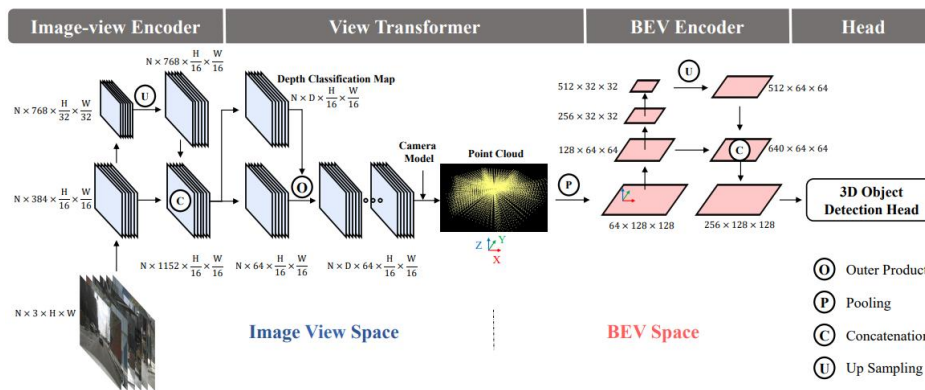 Image-view Encoder
View Transformer
BEV Encoder
Head
N × 768 × H/16 × W/16
N × 768 × H/32 × W/32
U
Depth Classification Map
N × D × H/16 × W/16
512 × 32 × 32
U
512 × 64 × 64
256 × 32 × 32
128 × 64 × 64
C
640 × 64 × 64
Camera
Model
Point Cloud
N × 384 × H/16 × W/16
C
O
P
3D Object
Detection Head
Z
Y
X
64 × 128 × 128
256 × 128 × 128
N × 1152 × H/16 × W/16
N × 64 × H/16 × W/16
N × D × 64 × H/16 × W/16
N × 3 × H × W
Image View Space
BEV Space
O Outer Product
P Pooling
C Concatenation
U Up Sampling